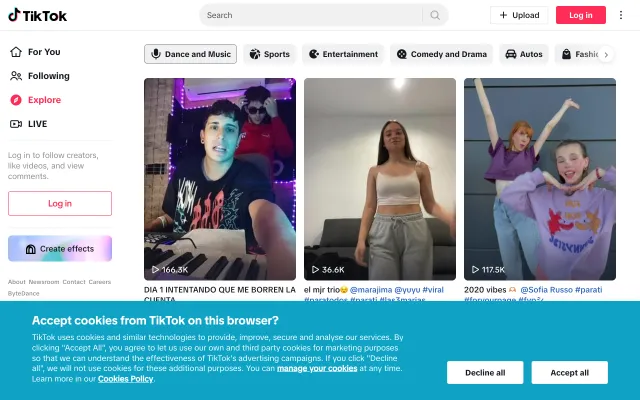 TikTok
Search
Upload
Log in
For You
Following
Explore
LIVE
Log in to follow creators,
like videos, and view
comments.
Log in
Create effects
About Newsroom Contact Careers
ByteDance
Dance and Music
Sports
Entertainment
Comedy and Drama
Autos
Fashio
166.3K
DIA 1 INTENTANDO QUE ME BORREN LA
CUENTA
36.6K
el mjr trio @marajima @yuyu #viral
#paratodos #parati #las3marias
117.5K
2020 vibes @Sofia Russo #parati
#foryourpage #fyp
Accept cookies from TikTok on this browser?
TikTok uses cookies and similar technologies to provide, improve, secure and analyse our services. By
clicking "Accept All", you agree to let us use our own and third party cookies for marketing purposes
so that we can understand the effectiveness of TikTok's advertising campaigns. If you click "Decline
all", we will not use cookies for these additional purposes. You can manage your cookies at any time.
Learn more in our Cookies Policy.
Decline all
Accept all